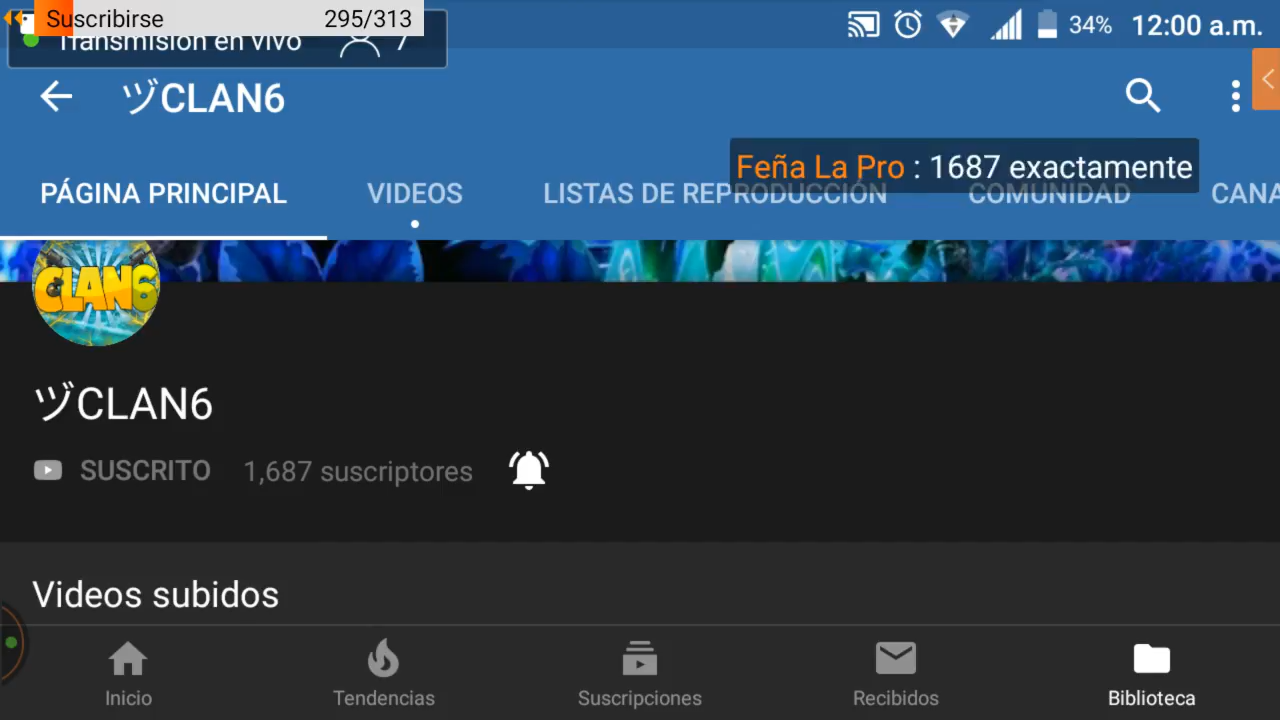 Suscribirse 295/313
Transmisión en vivo 7
34% 12:00 a.m.
ヅCLAN6
Feña La Pro : 1687 exactamente
PÁGINA PRINCIPAL VIDEOS LISTAS DE REPRODUCCIÓN COMUNIDAD CANA
CLAN6
ヅCLAN6
SUSCRITO 1,687 suscriptores
Videos subidos
Inicio Tendencias Suscripciones Recibidos Biblioteca